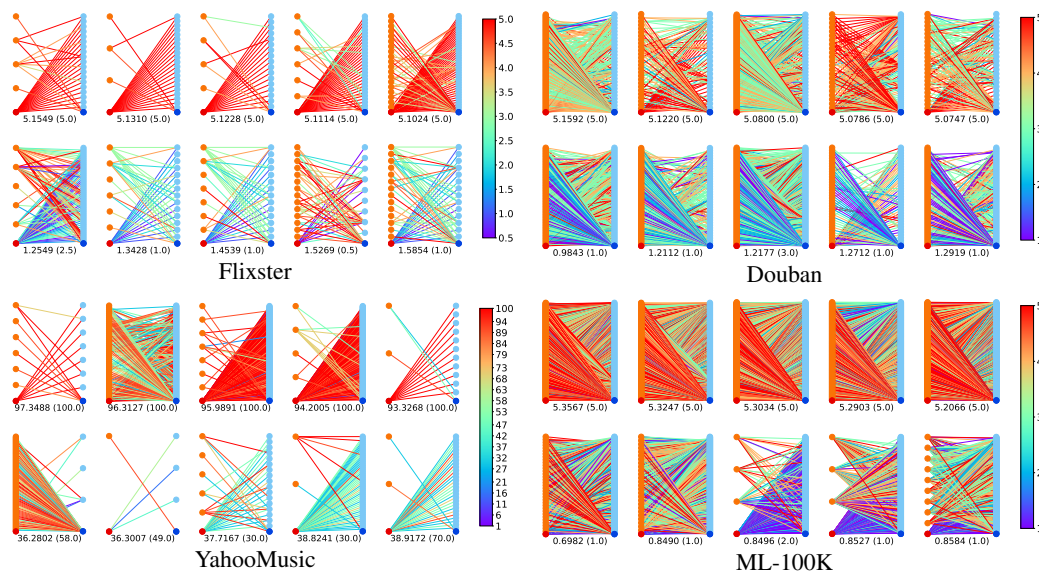 5.0
4.5
4.0
3.5
3.0
2.5
2.0
1.5
1.0
0.5
5.1549 (5.0) 5.1310 (5.0) 5.1228 (5.0) 5.1114 (5.0) 5.1024 (5.0)
1.2549 (2.5) 1.3428 (1.0) 1.4539 (1.0) 1.5269 (0.5) 1.5854 (1.0)
Flixster
5.1592 (5.0) 5.1220 (5.0) 5.0800 (5.0) 5.0786 (5.0) 5.0747 (5.0)
0.9843 (1.0) 1.2112 (1.0) 1.2177 (3.0) 1.2712 (1.0) 1.2919 (1.0)
Douban
100
94
89
84
79
73
68
63
58
53
47
42
37
32
27
21
16
11
6
1
97.3488 (100.0) 96.3127 (100.0) 95.9891 (100.0) 94.2005 (100.0) 93.3268 (100.0)
36.2802 (58.0) 36.3007 (49.0) 37.7167 (30.0) 38.8241 (30.0) 38.9172 (70.0)
YahooMusic
5.3567 (5.0) 5.3247 (5.0) 5.3034 (5.0) 5.2903 (5.0) 5.2066 (5.0)
0.6982 (1.0) 0.8490 (1.0) 0.8496 (2.0) 0.8527 (1.0) 0.8584 (1.0)
ML-100K